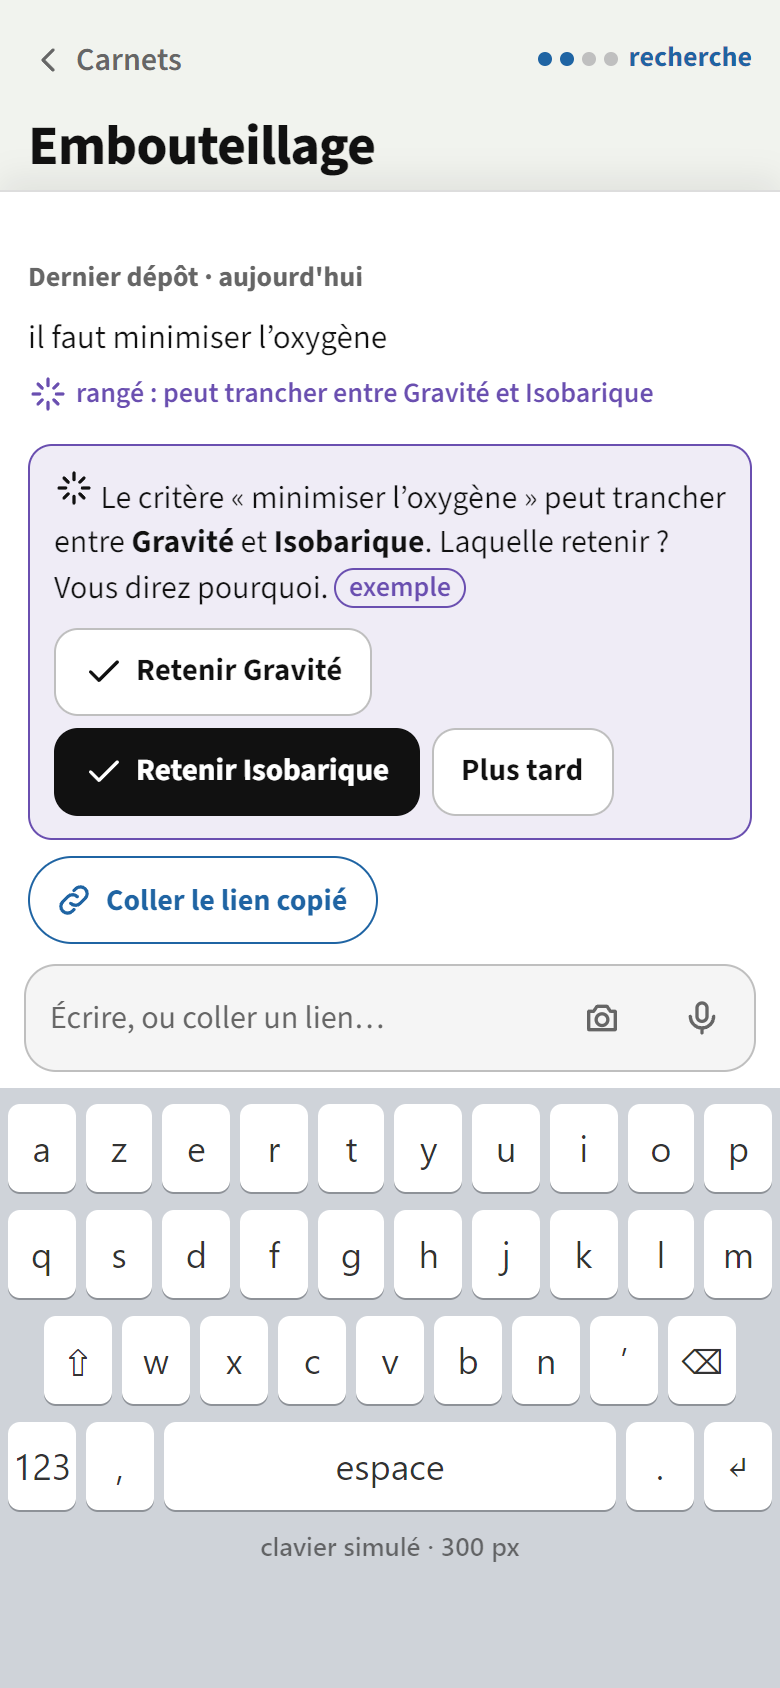 Carnets
recherche
Embouteillage
Dernier dépôt · aujourd'hui
il faut minimiser l’oxygène
rangé : peut trancher entre Gravité et Isobarique
Le critère « minimiser l’oxygène » peut trancher
entre Gravité et Isobarique. Laquelle retenir ?
Vous direz pourquoi. exemple
Retenir Gravité
Retenir Isobarique
Plus tard
Coller le lien copié
Écrire, ou coller un lien…
a z e r t y u i o p
q s d f g h j k l m
⇧ w x c v b n ’ ⌫
123 , espace . ↵
clavier simulé · 300 px